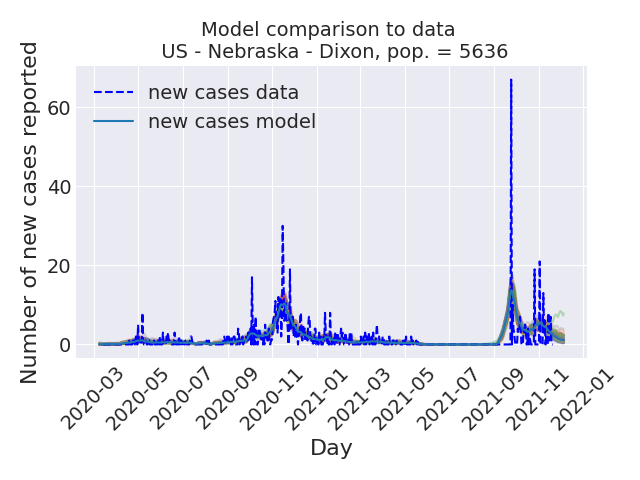 Model comparison to data
US - Nebraska - Dixon, pop. = 5636
Number of new cases reported
60
40
20
0
new cases data
new cases model
2020-03
2020-05
2020-07
2020-09
2020-11
2021-01
2021-03
2021-05
2021-07
2021-09
2021-11
2022-01
Day